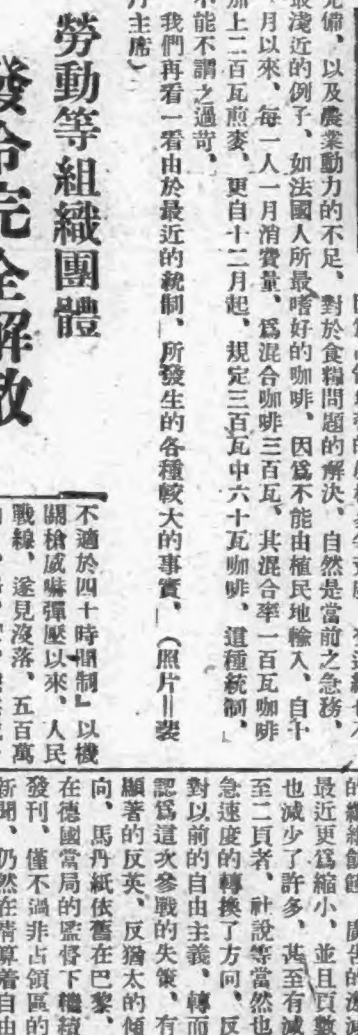 完備、以及農業動力的不足、對於食糧問題的解決、自然是當前之急務、
最淺近的例子、如法國人所最嗜好的咖啡、因爲不能由植民地輸入、自十
月以來、每一人一月消費量、爲混合咖啡三百瓦、其混合率一百瓦咖啡
加上二百瓦煎麥、更自十二月起、規定三百瓦中六十瓦咖啡、這種統制、
不能不謂之過苛、」
我們再看一看由於最近的統制、所發生的各種較大的事實、（照片＝裴
丹主席）
勞動等組織團體
發令完全解散
不適於四十時間制』以機
關槍威嚇彈壓以來、人民
戰線、遂見沒落、五百萬
最近更爲縮小、並且頁數
也減少了許多、甚至有減
至二頁者、社說等當然也
急速度的轉換了方向、反
對以前的自由主義、轉而
認爲這次參戰的失策、有
顯著的反英、反猶太的傾
向、馬丹紙依舊在巴黎、
在德國當局的監督下繼續
發刊、僅不過非占領區的
新聞、仍然在清算着自由